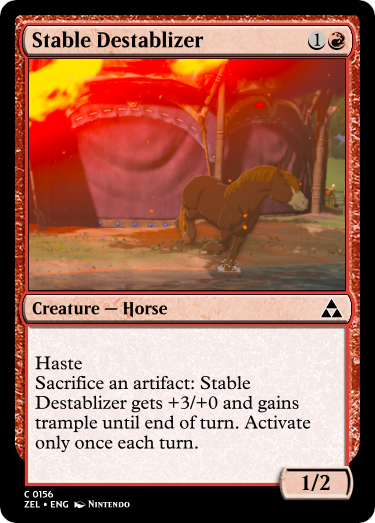 Stable Destablizer 1
Creature — Horse
Haste
Sacrifice an artifact: Stable
Destablizer gets +3/+0 and gains
trample until end of turn. Activate
only once each turn.
1/2
C 0156
ZEL • ENG Nintendo